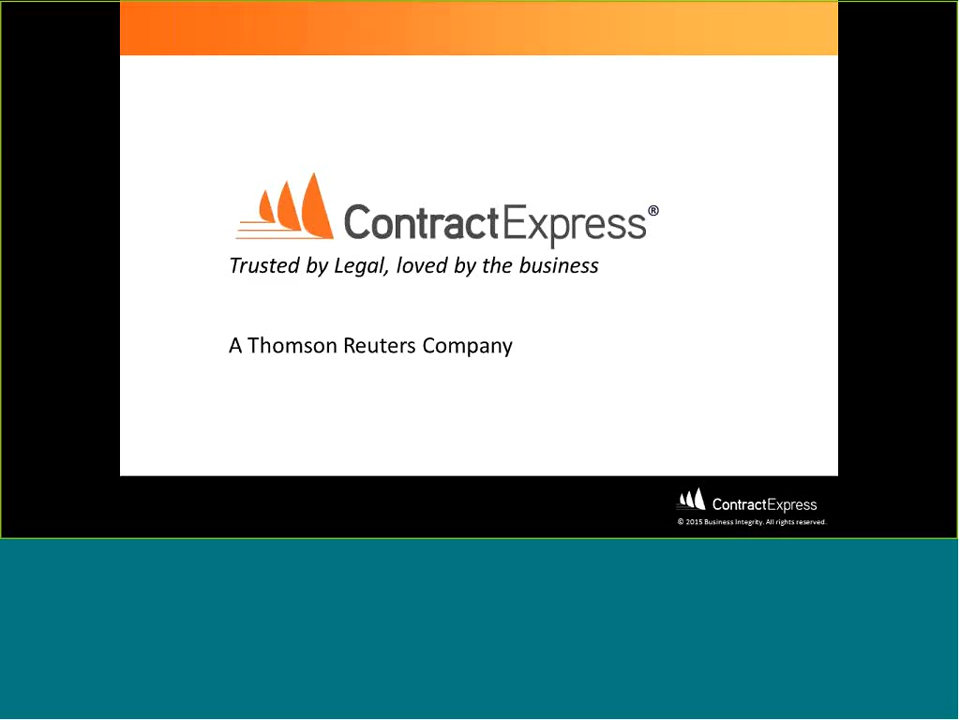 ContractExpress®
Trusted by Legal, loved by the business
A Thomson Reuters Company
ContractExpress
© 2015 Business Integrity. All rights reserved.